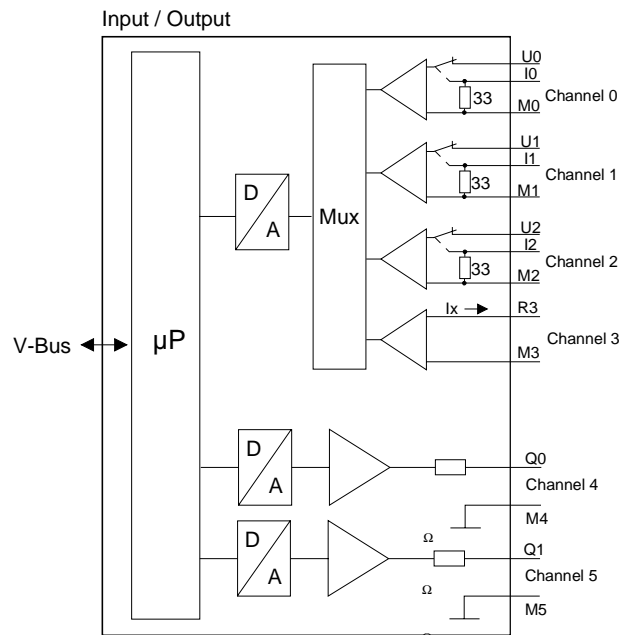 Input / Output
U0
I0
33
Channel 0
M0
U1
I1
33
Channel 1
M1
D
A
Mux
U2
I2
33
Channel 2
M2
Ix
R3
V-Bus
µP
Channel 3
M3
D
A
Q0
Channel 4
M4
D
A
Ω
Q1
Channel 5
Ω
M5
Ω